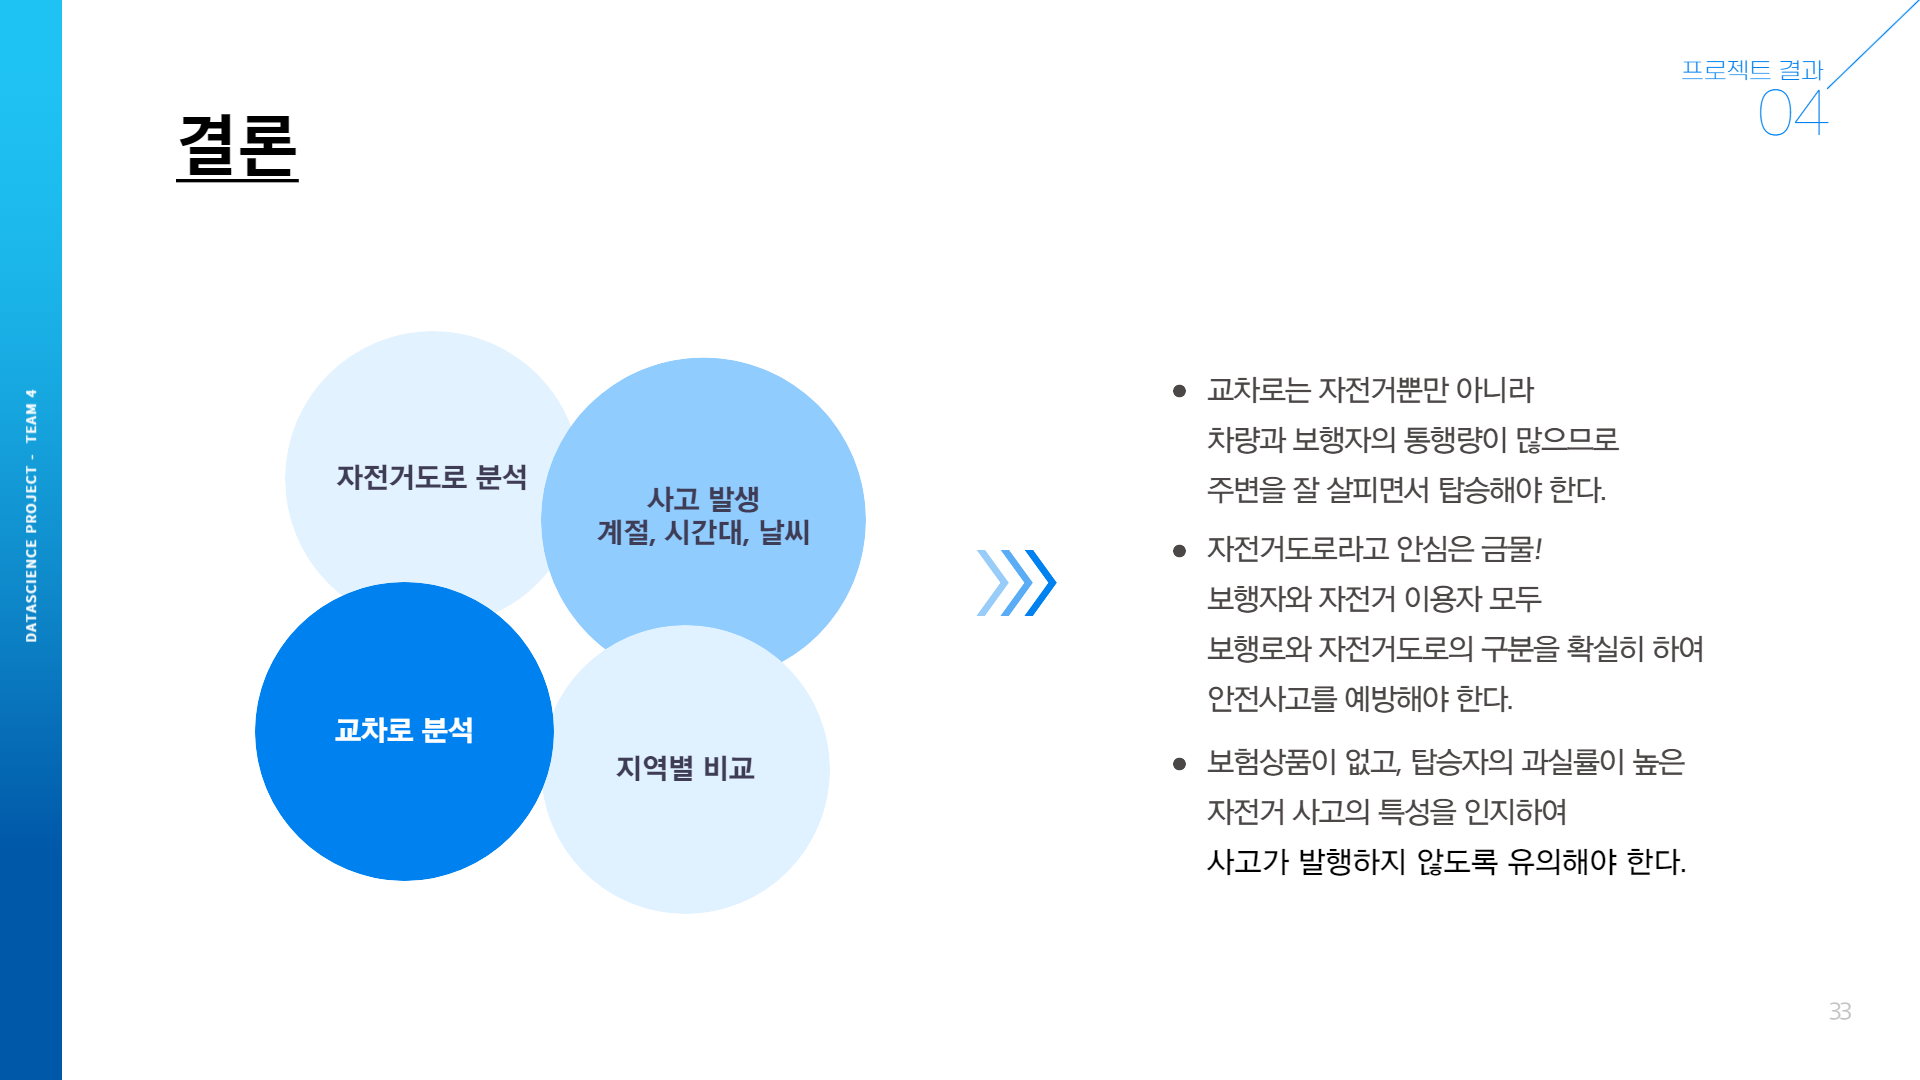 프로젝트 결과
04
결론
DATASCIENCE PROJECT - TEAM 4
자전거도로 분석
사고 발생
계절, 시간대, 날씨
교차로 분석
지역별 비교
● 교차로는 자전거뿐만 아니라
차량과 보행자의 통행량이 많으므로
주변을 잘 살피면서 탑승해야 한다.
● 자전거도로라고 안심은 금물!
보행자와 자전거 이용자 모두
보행로와 자전거도로의 구분을 확실히 하여
안전사고를 예방해야 한다.
● 보험상품이 없고, 탑승자의 과실률이 높은
자전거 사고의 특성을 인지하여
사고가 발행하지 않도록 유의해야 한다.
33